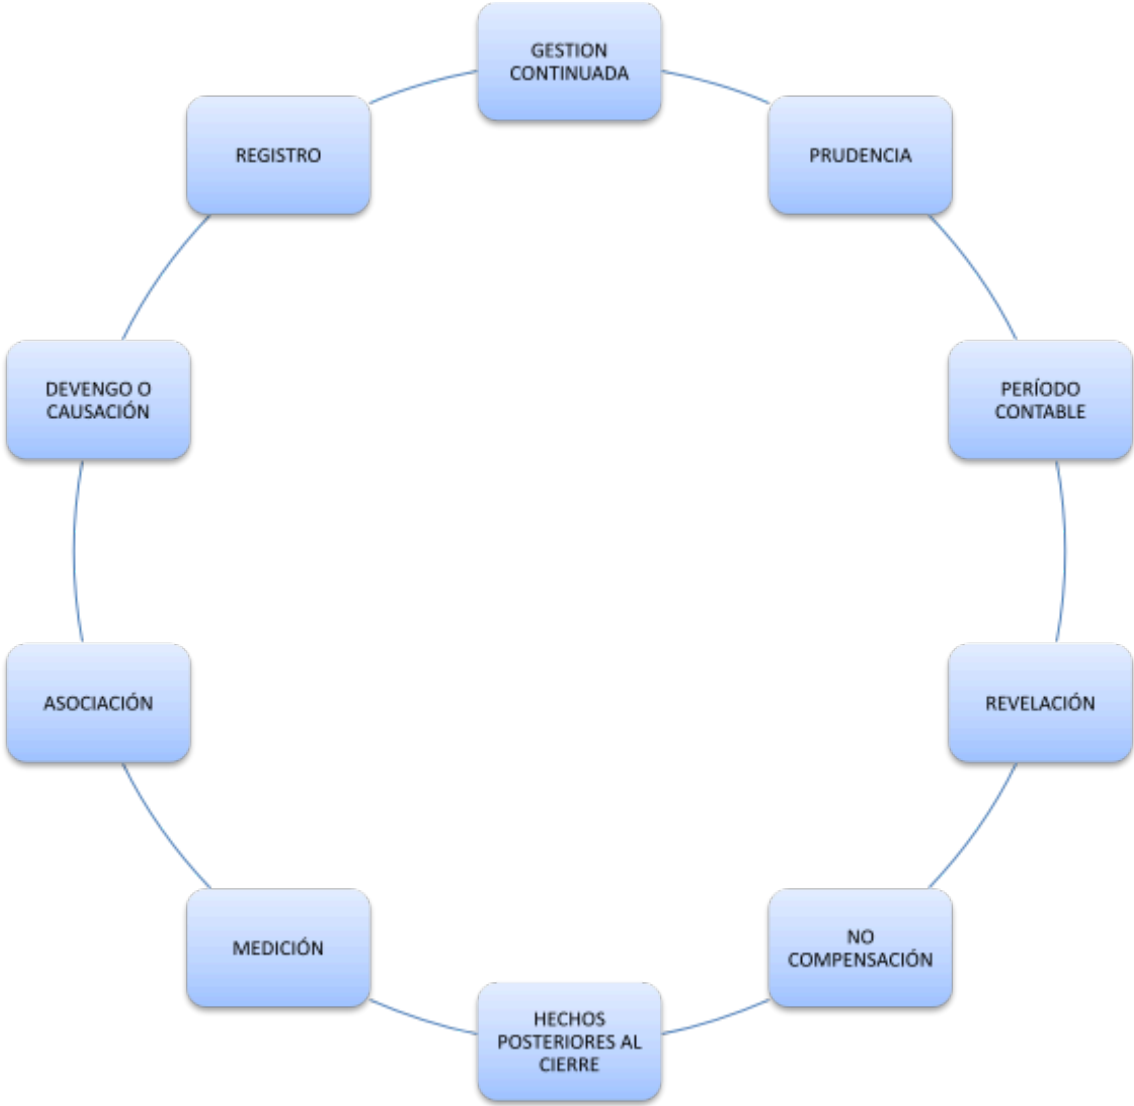 GESTION
CONTINUADA
PRUDENCIA
PERÍODO
CONTABLE
REVELACIÓN
NO
COMPENSACIÓN
HECHOS
POSTERIORES AL
CIERRE
MEDICIÓN
ASOCIACIÓN
DEVENGO O
CAUSACIÓN
REGISTRO